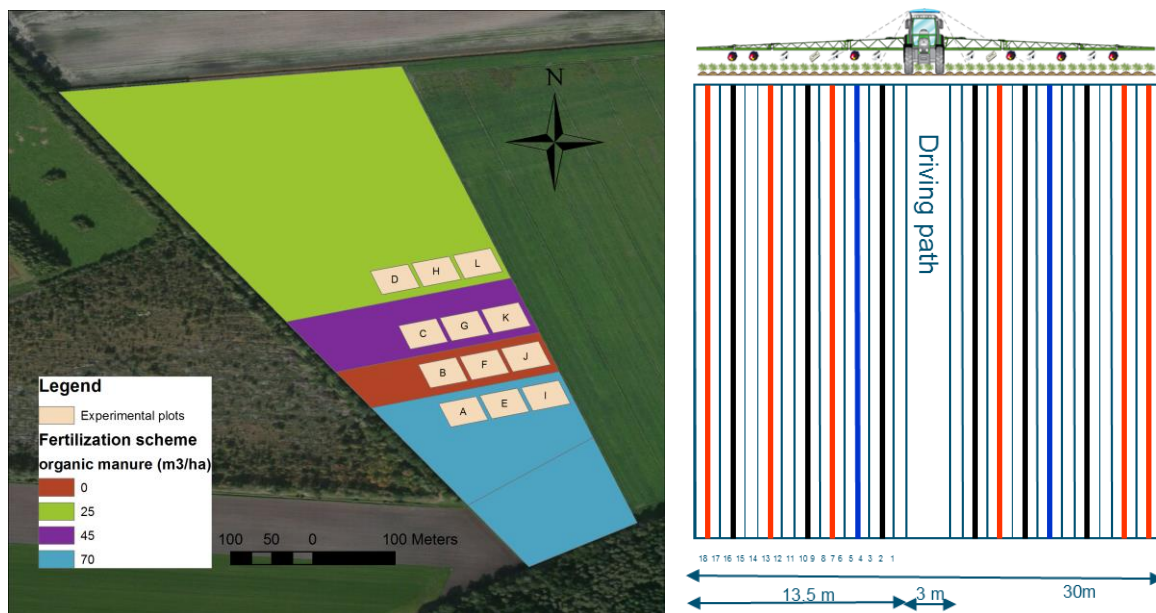 N
D H L
C G K
B F J
A E I
Legend
Experimental plots
Fertilization scheme
organic manure (m3/ha)
0
25
45
70
100 50 0 100 Meters
Driving path
18 17 16 15 14 13 12 11 10 9 8 7 6 5 4 3 2 1
13.5 m
3 m
30m